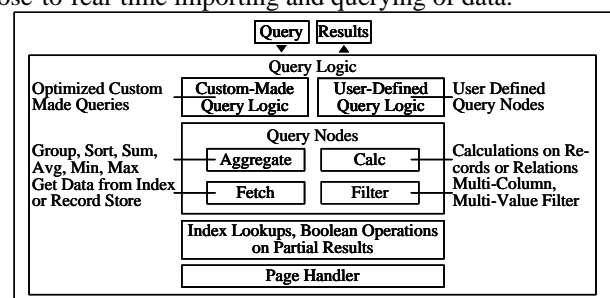 ose-to real time importing and querying of data.
Query Results
Query Logic
Optimized Custom
Made Queries
Custom-Made
Query Logic
User-Defined
Query Logic
User Defined
Query Nodes
Query Nodes
Group, Sort, Sum,
Avg, Min, Max
Aggregate
Calc
Calculations on Re-
cords or Relations
Get Data from Index
or Record Store
Fetch
Filter
Multi-Column,
Multi-Value Filter
Index Lookups, Boolean Operations
on Partial Results
Page Handler